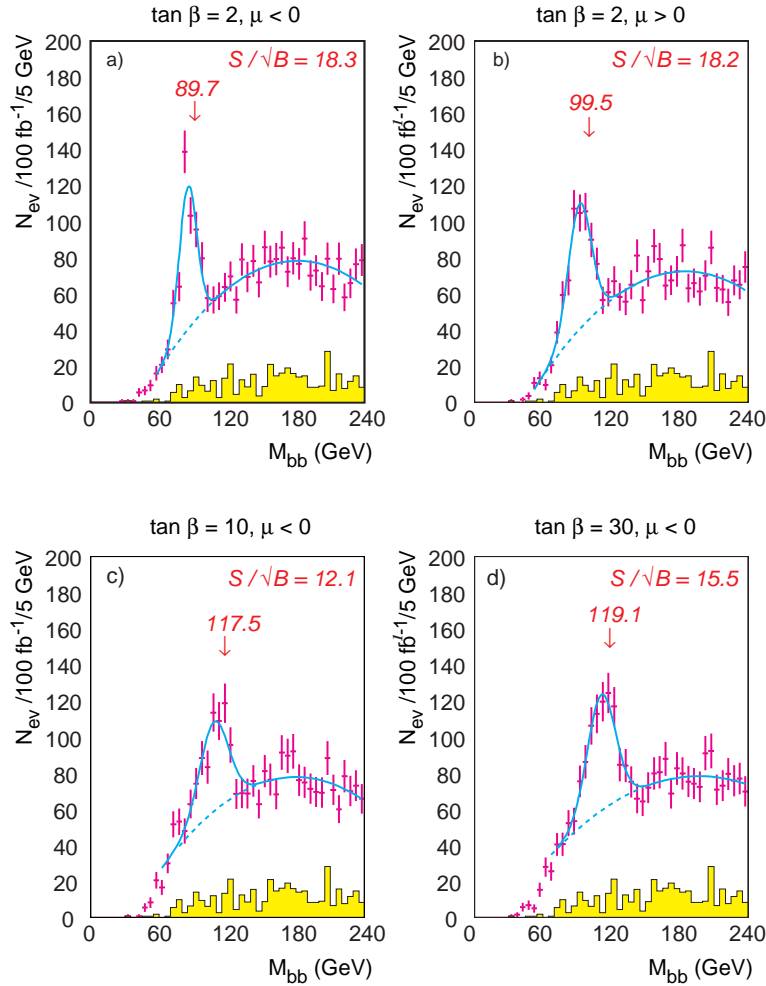 tan β = 2, μ < 0
a)
S / √B = 18.3
89.7
N_ev /100 fb⁻¹/5 GeV
200
180
160
140
120
100
80
60
40
20
0
0 60 120 180 240
M_bb (GeV)
tan β = 2, μ > 0
b)
S / √B = 18.2
99.5
N_ev /100 fb⁻¹/5 GeV
200
180
160
140
120
100
80
60
40
20
0
0 60 120 180 240
M_bb (GeV)
tan β = 10, μ < 0
c)
S / √B = 12.1
117.5
N_ev /100 fb⁻¹/5 GeV
200
180
160
140
120
100
80
60
40
20
0
0 60 120 180 240
M_bb (GeV)
tan β = 30, μ < 0
d)
S / √B = 15.5
119.1
N_ev /100 fb⁻¹/5 GeV
200
180
160
140
120
100
80
60
40
20
0
0 60 120 180 240
M_bb (GeV)